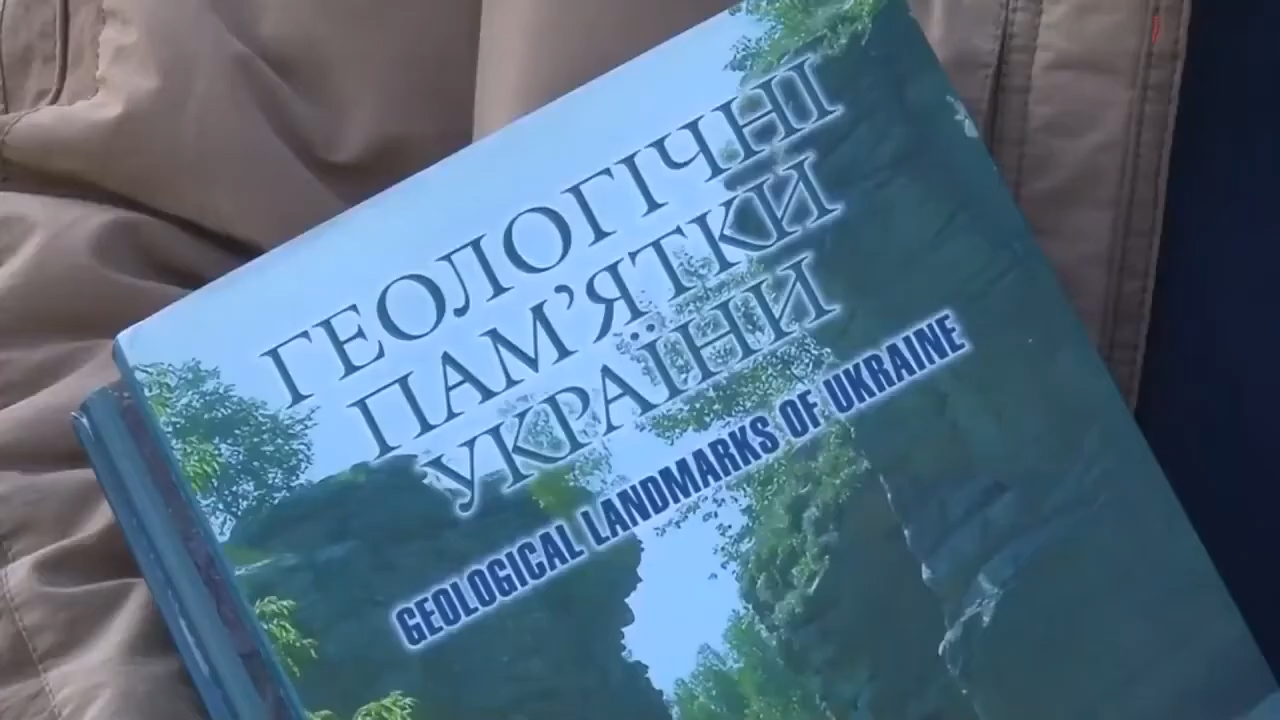 ГЕОЛОГІЧНІ
ПАМ’ЯТКИ
УКРАЇНИ
GEOLOGICAL LANDMARKS OF UKRAINE